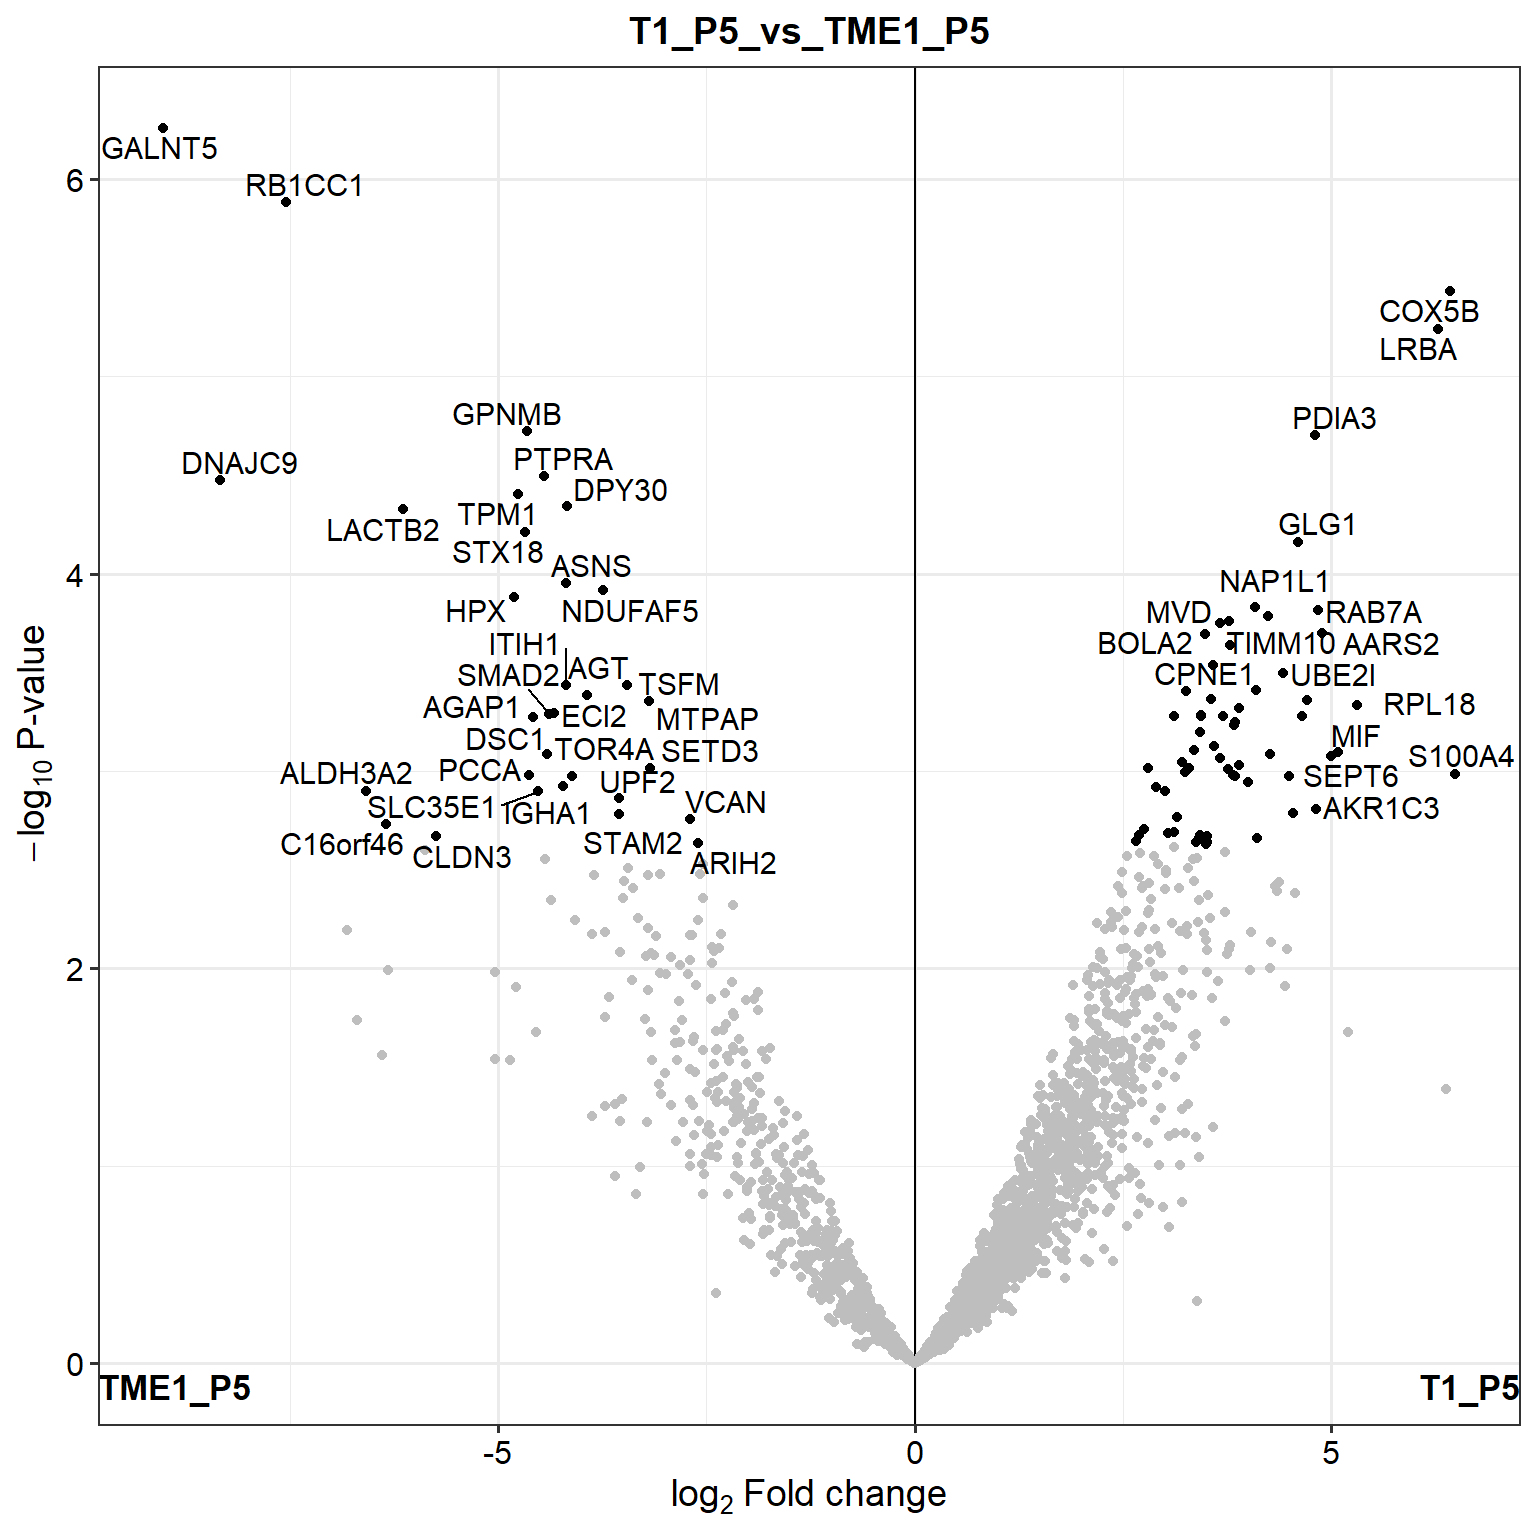 T1_P5_vs_TME1_P5
GALNT5
RB1CC1
6
COX5B
LRBA
GPNMB
PDIA3
DNAJC9
PTPRA
DPY30
TPM1
LACTB2
GLG1
STX18
ASNS
4
NAP1L1
HPX
NDUFAF5
MVD
RAB7A
ITIH1
BOLA2
TIMM10
AARS2
SMAD2
AGT
CPNE1
UBE2I
TSFM
AGAP1
ECI2
MTPAP
RPL18
DSC1
TOR4A
SETD3
MIF
S100A4
ALDH3A2
PCCA
UPF2
SEPT6
SLC35E1
IGHA1
VCAN
AKR1C3
C16orf46
CLDN3
STAM2
ARIH2
2
0
TME1_P5
T1_P5
-5
0
5
log2 Fold change
−log10 P-value